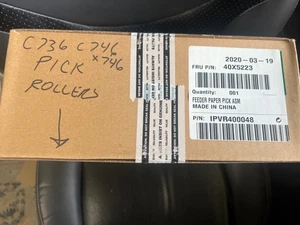 C736 C746
X746
PICK
ROLLERS
2020-03-19
FRU P/N: 40X5223
Quantity: 001
FEEDER PAPER PICK ASM
MADE IN CHINA
P/N: IPVR400048